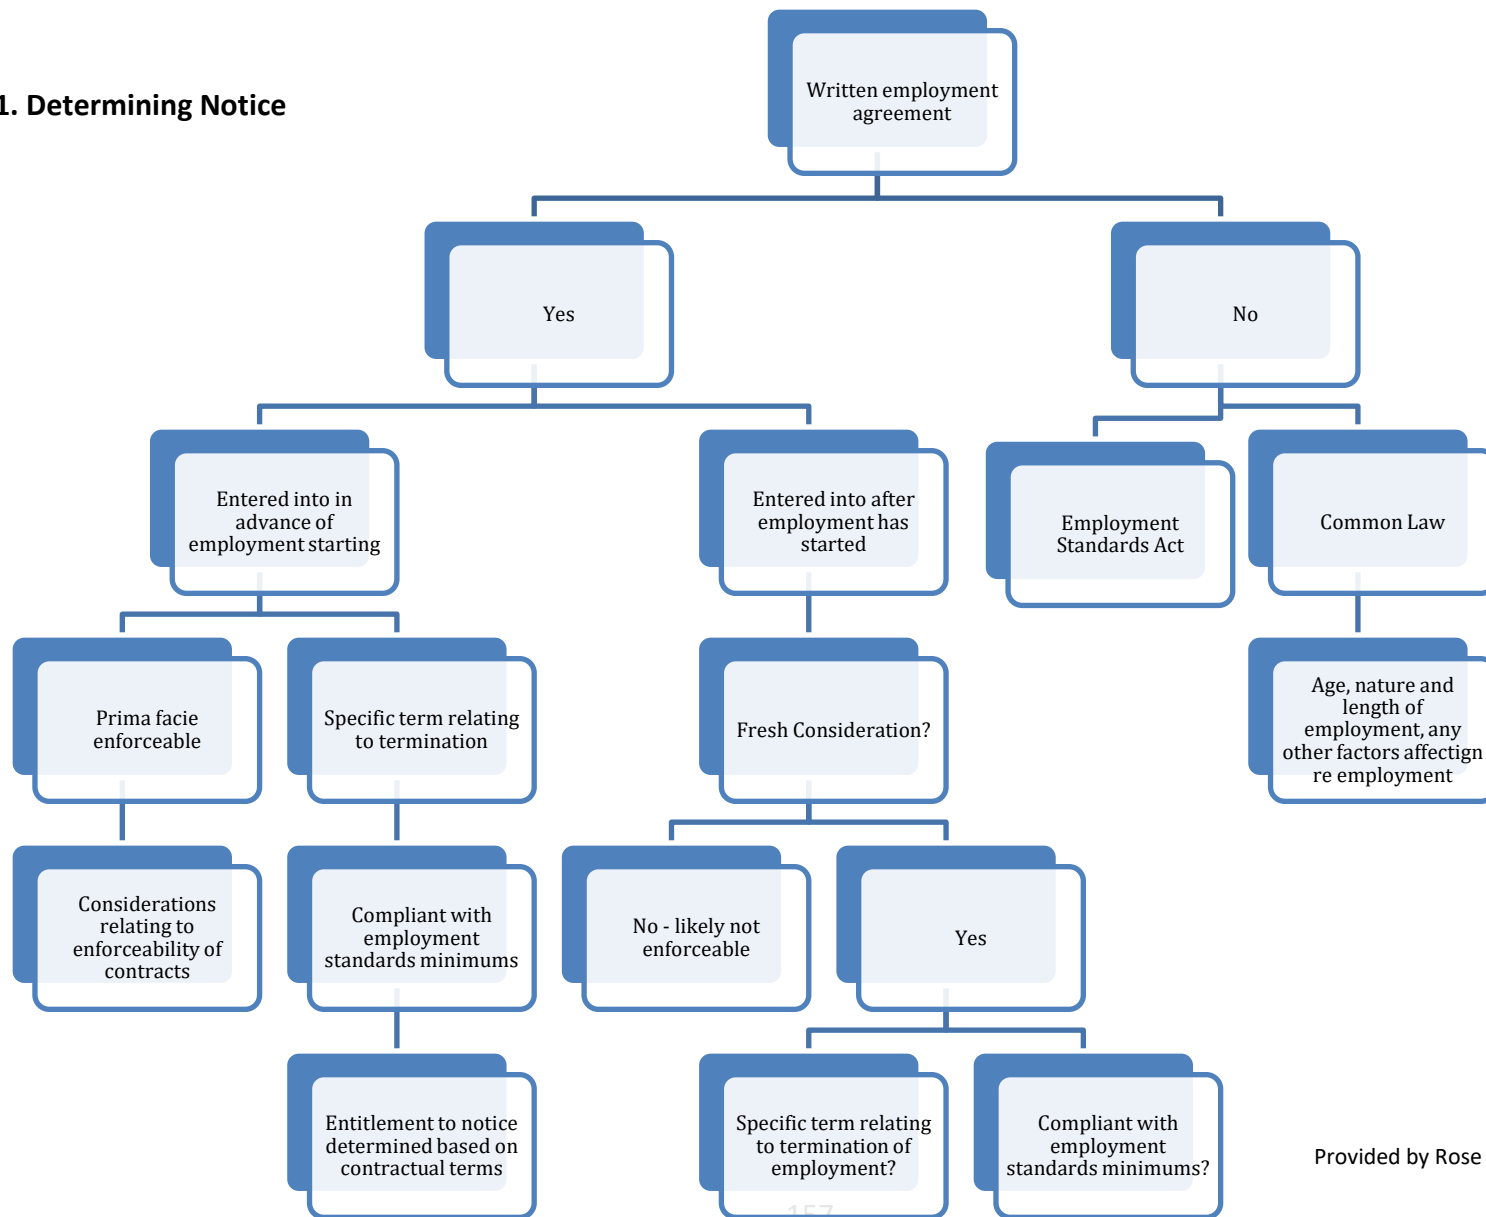 1. Determining Notice
Written employment
agreement
Yes
No
Entered into in
advance of
employment starting
Entered into after
employment has
started
Employment
Standards Act
Common Law
Prima facie
enforceable
Specific term relating
to termination
Fresh Consideration?
Age, nature and
length of
employment, any
other factors affectign
re employment
Considerations
relating to
enforceability of
contracts
Compliant with
employment
standards minimums
No - likely not
enforceable
Yes
Entitlement to notice
determined based on
contractual terms
Specific term relating
to termination of
employment?
Compliant with
employment
standards minimums?
Provided by Rose
157